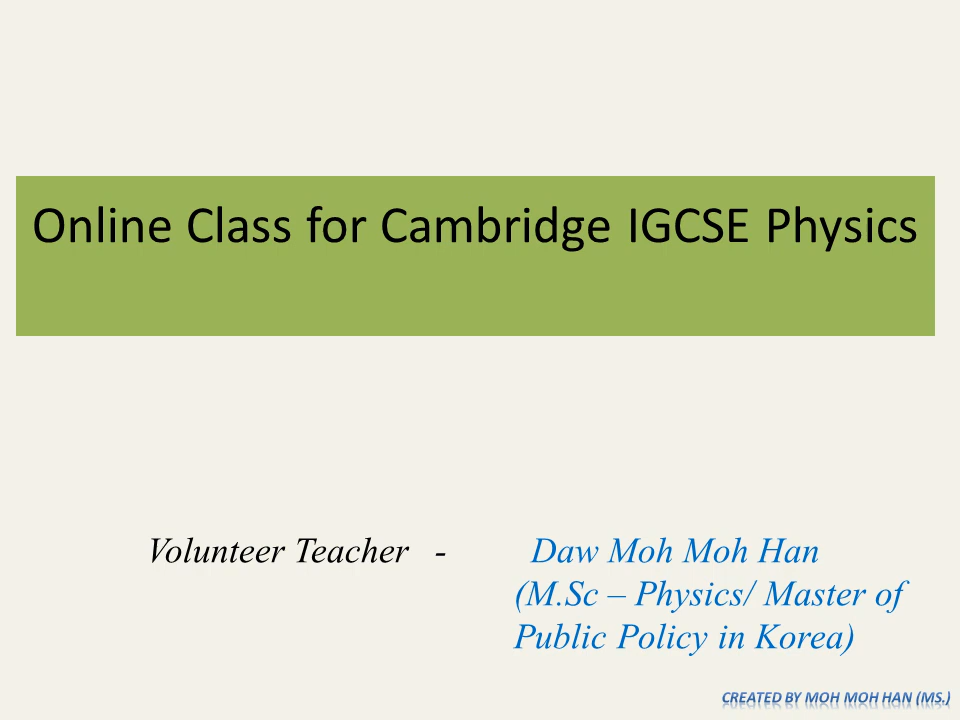 Online Class for Cambridge IGCSE Physics
Volunteer Teacher - Daw Moh Moh Han
(M.Sc – Physics/ Master of
Public Policy in Korea)
CREATED BY MOH MOH HAN (MS.)